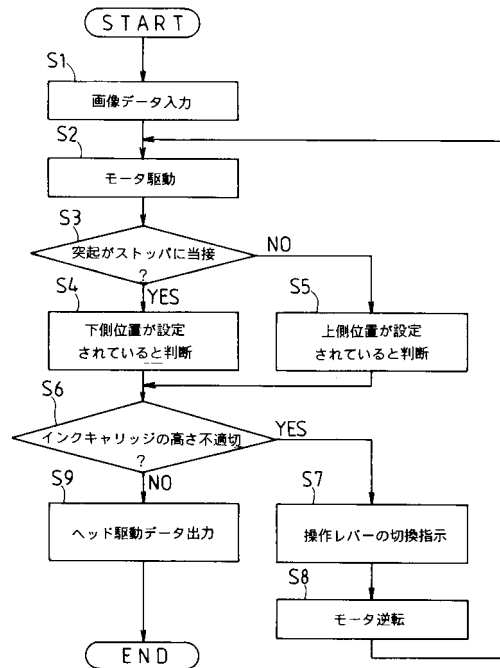 START
S1
画像データ入力
S2
モータ駆動
S3
突起がストッパに当接
?
NO
YES
S4
下側位置が設定
されていると判断
S5
上側位置が設定
されていると判断
S6
インクキャリッジの高さ不適切
?
YES
NO
S9
ヘッド駆動データ出力
S7
操作レバーの切換指示
S8
モータ逆転
END